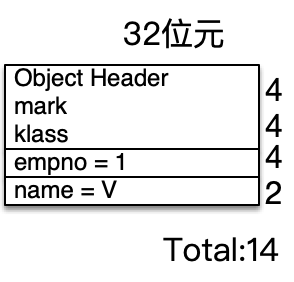 32位元
Object Header
mark 4
klass 4
empno = 1 4
name = V 2
Total:14